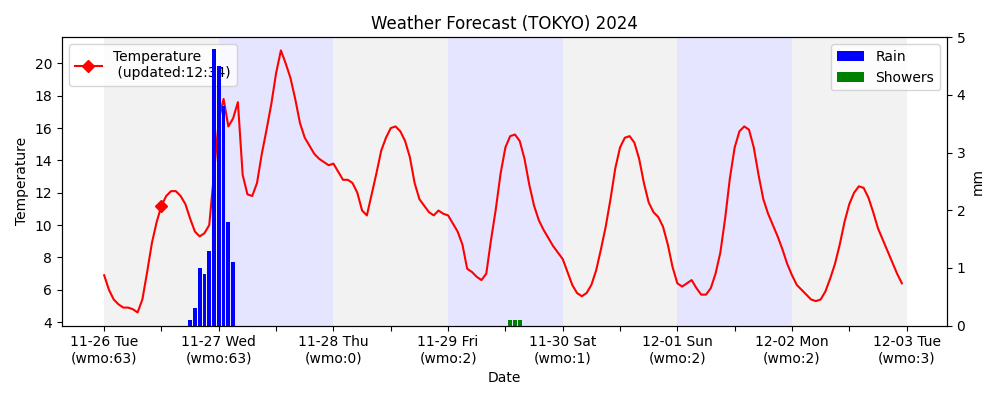 Weather Forecast (TOKYO) 2024
Temperature
(updated:12:34)
Rain
Showers
20
18
16
14
12
10
8
6
4
Temperature
5
4
3
2
1
0
mm
11-26 Tue
(wmo:63)
11-27 Wed
(wmo:63)
11-28 Thu
(wmo:0)
11-29 Fri
(wmo:2)
11-30 Sat
(wmo:1)
12-01 Sun
(wmo:2)
12-02 Mon
(wmo:2)
12-03 Tue
(wmo:3)
Date